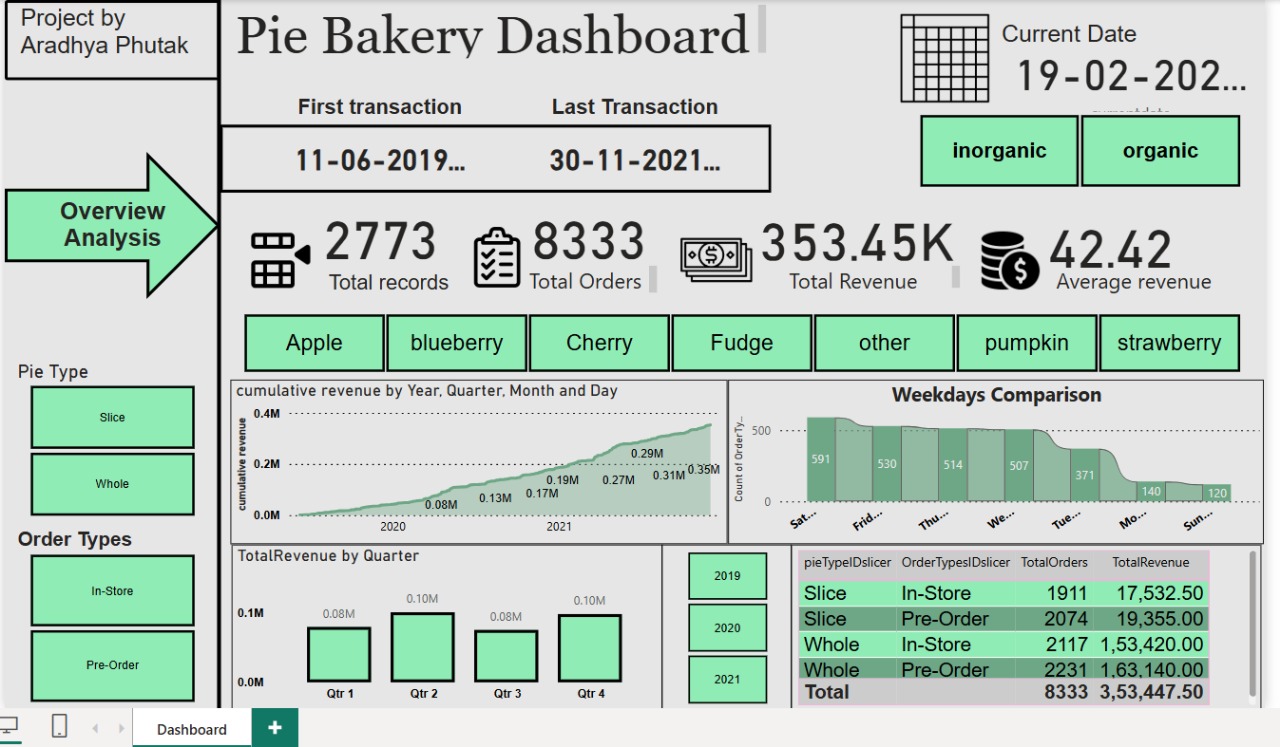 Project by
Aradhya Phutak
Pie Bakery Dashboard
Current Date
19-02-202...
First transaction
Last Transaction
11-06-2019...
30-11-2021...
inorganic
organic
Overview
Analysis
2773
Total records
8333
Total Orders
353.45K
Total Revenue
42.42
Average revenue
Apple
blueberry
Cherry
Fudge
other
pumpkin
strawberry
Pie Type
Slice
Whole
Order Types
In-Store
Pre-Order
cumulative revenue by Year, Quarter, Month and Day
cumulative revenue
0.4M
0.2M
0.0M
0.08M
0.13M
0.17M
0.19M
0.27M
0.29M
0.31M
0.35M
2020
2021
Weekdays Comparison
Count of OrderTy...
500
0
591
530
514
507
371
140
120
Sat...
Frid...
Thu...
We...
Tue...
Mo...
Sun...
TotalRevenue by Quarter
0.1M
0.0M
0.08M
0.10M
0.08M
0.10M
Qtr 1
Qtr 2
Qtr 3
Qtr 4
2019
2020
2021
pieTypeIDslicer OrderTypesIDslicer TotalOrders TotalRevenue
Slice In-Store 1911 17,532.50
Slice Pre-Order 2074 19,355.00
Whole In-Store 2117 1,53,420.00
Whole Pre-Order 2231 1,63,140.00
Total 8333 3,53,447.50
Dashboard
+